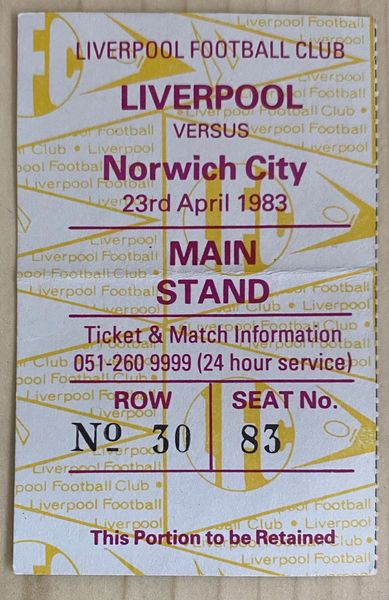 LIVERPOOL FOOTBALL CLUB
LIVERPOOL
VERSUS
Norwich City
23rd April 1983
MAIN
STAND
Ticket & Match Information
051-260 9999 (24 hour service)
ROW SEAT No.
No 30 83
This Portion to be Retained